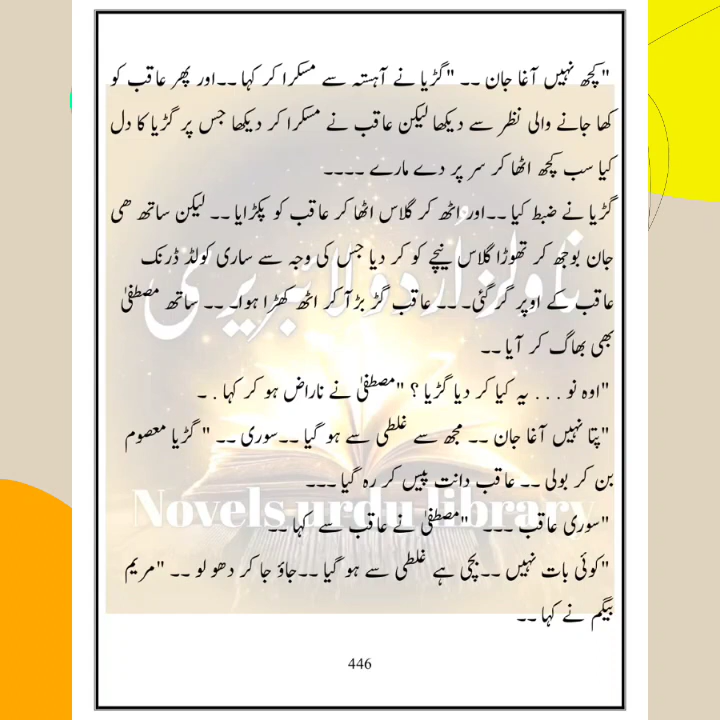 "کچھ نہیں آغا جان ۔۔ "گڑیا نے آہستہ سے مسکرا کر کہا ۔۔اور پھر عاقب کو
کھا جانے والی نظر سے دیکھا لیکن عاقب نے مسکرا کر دیکھا جس پر گڑیا کا دل
کیا سب کچھ اٹھا کر سر پر دے مارے ۔۔۔۔
گڑیا نے ضبط کیا ۔۔اور اٹھ کر گلاس اٹھا کر عاقب کو پکڑایا ۔۔ لیکن ساتھ ھی
جان بوجھ کر تھوڑا گلاس نیچے کو کر دیا جس کی وجہ سے ساری کولڈ ڈرنک
عاقب کے اوپر گر گئی۔ ۔۔ عاقب گڑ بڑآ کر اٹھ کھڑا ہوا۔ ۔۔ ساتھ مصطفیٰ
بھی بھاگ کر آیا ۔۔
"اوہ نو . . . یہ کیا کر دیا گڑیا ؟ "مصطفیٰ نے ناراض ہو کر کہا . ۔
"پتا نہیں آغا جان ۔۔ مجھ سے غلطی سے ہو گیا ۔۔سوری ۔۔ " گڑیا معصوم
بن کر بولی ۔۔ عاقب دانت پیس کر رہ گیا ۔۔۔
"سوری عاقب ۔۔۔۔ "مصطفیٰ نے عاقب سے کہا ۔۔
"کوئی بات نہیں ۔۔بچی ہے غلطی سے ہو گیا ۔۔جاؤ جا کر دھو لو ۔۔ "مریم
بیگم نے کہا ۔۔
446
ناولز اُردو لائبریری
Novels urdu library